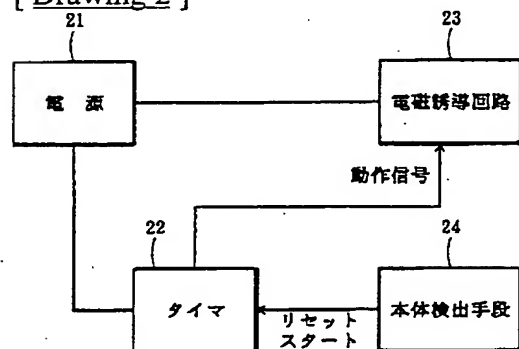 [ Drawing 2 ]
21
23
電源
電磁誘導回路
動作信号
22
24
タイマ
リセット
スタート
本体検出手段